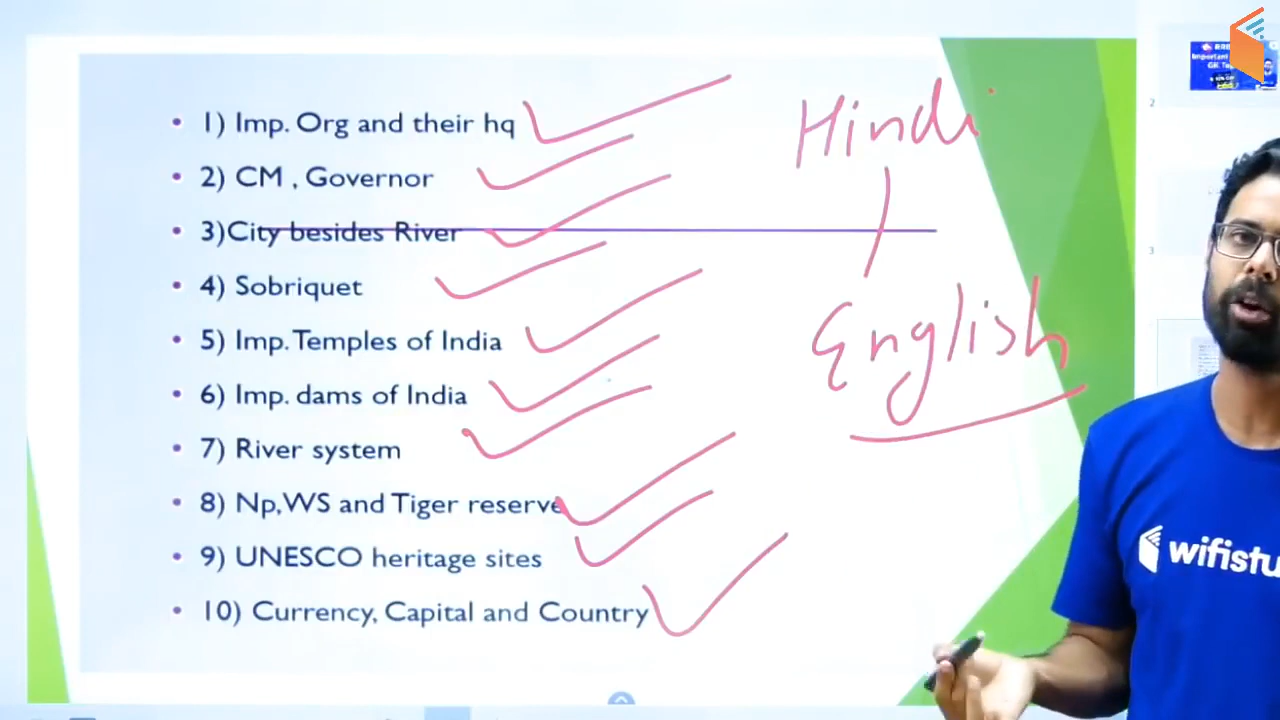 • 1) Imp. Org and their hq
• 2) CM , Governor
• 3)City besides River
• 4) Sobriquet
• 5) Imp. Temples of India
• 6) Imp. dams of India
• 7) River system
• 8) Np,WS and Tiger reserve
• 9) UNESCO heritage sites
• 10) Currency, Capital and Country
Hindi
English
wifistu
2
3